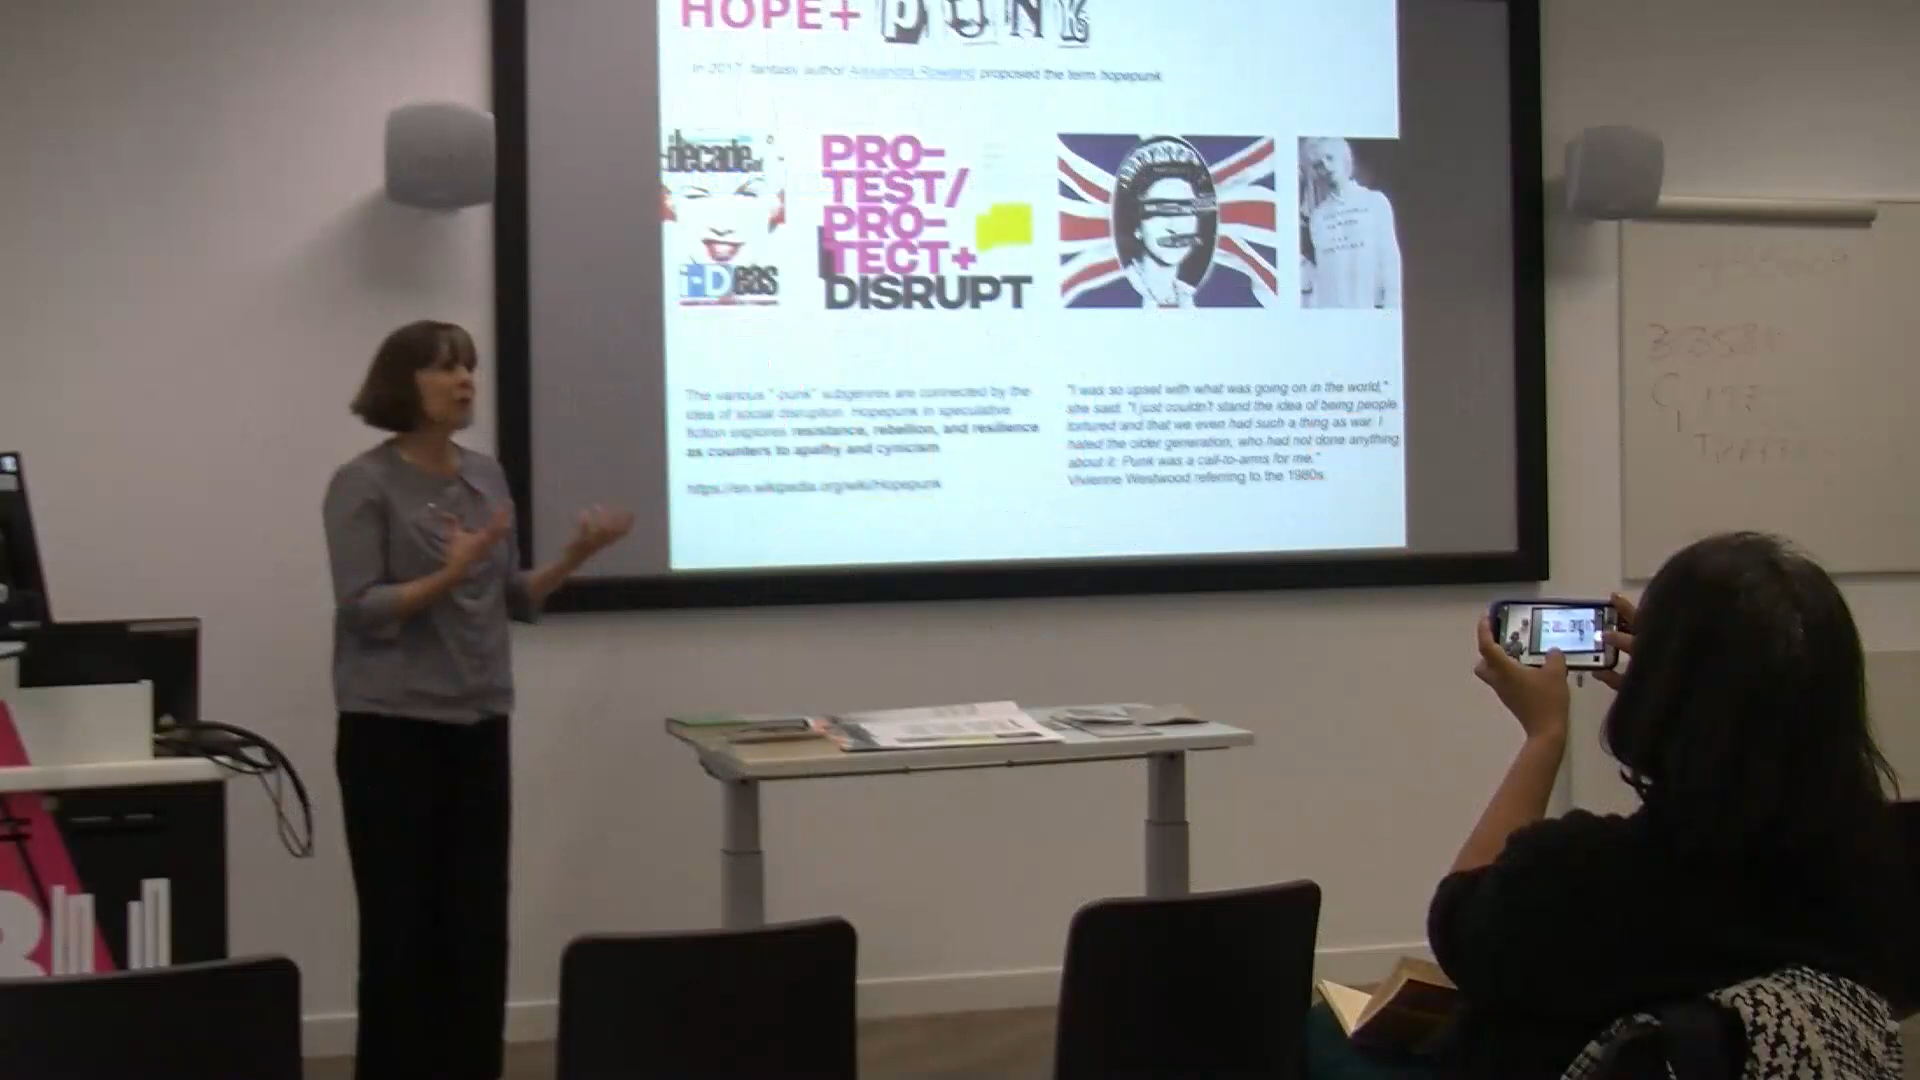 HOPE+ PUNK
In 2017, fantasy author Alexandra Rowland proposed the term hopepunk
decade of
i-Deas
PRO-
TEST/
PRO-
TECT+
DISRUPT
The various "-punk" subgenres are connected by the
idea of social disruption. Hopepunk in speculative
fiction explores resistance, rebellion, and resilience
as counters to apathy and cynicism
https://en.wikipedia.org/wiki/Hopepunk
"I was so upset with what was going on in the world,"
she said. "I just couldn't stand the idea of being people
tortured and that we even had such a thing as war. I
hated the older generation, who had not done anything
about it. Punk was a call-to-arms for me."
Vivienne Westwood referring to the 1980s